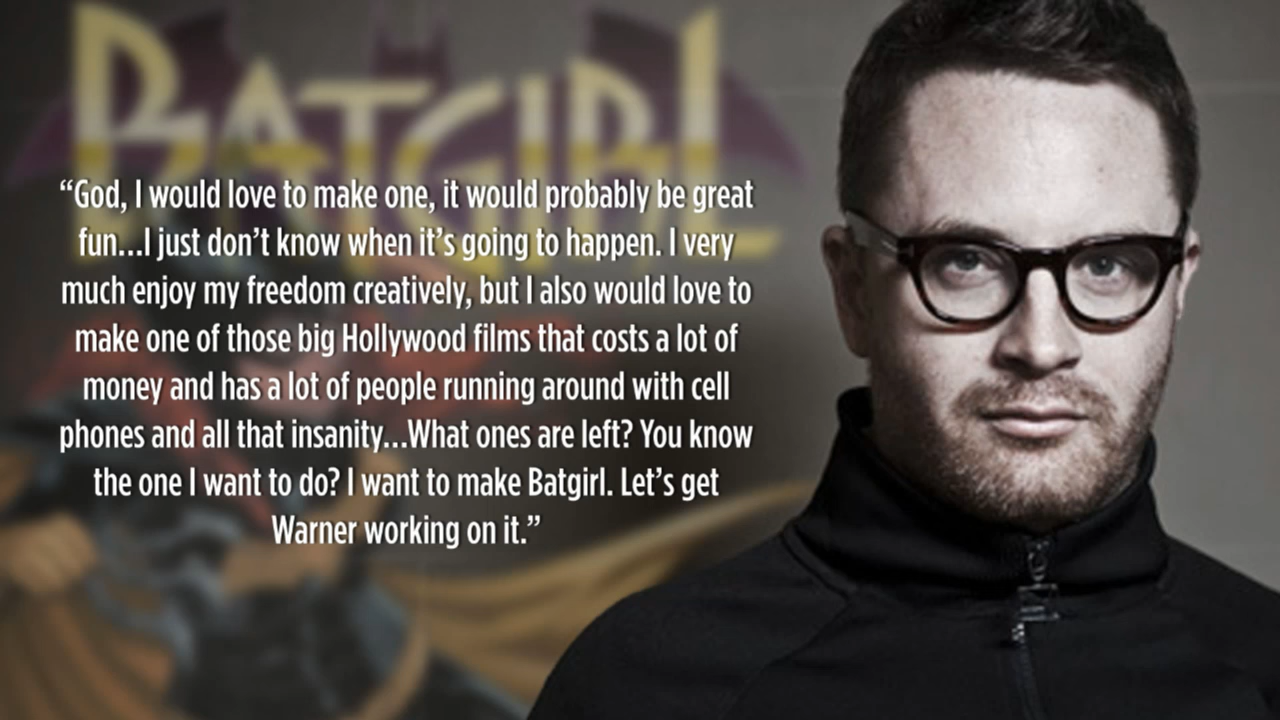 BATGIRL
“God, I would love to make one, it would probably be great
fun...I just don’t know when it’s going to happen. I very
much enjoy my freedom creatively, but I also would love to
make one of those big Hollywood films that costs a lot of
money and has a lot of people running around with cell
phones and all that insanity...What ones are left? You know
the one I want to do? I want to make Batgirl. Let’s get
Warner working on it.”